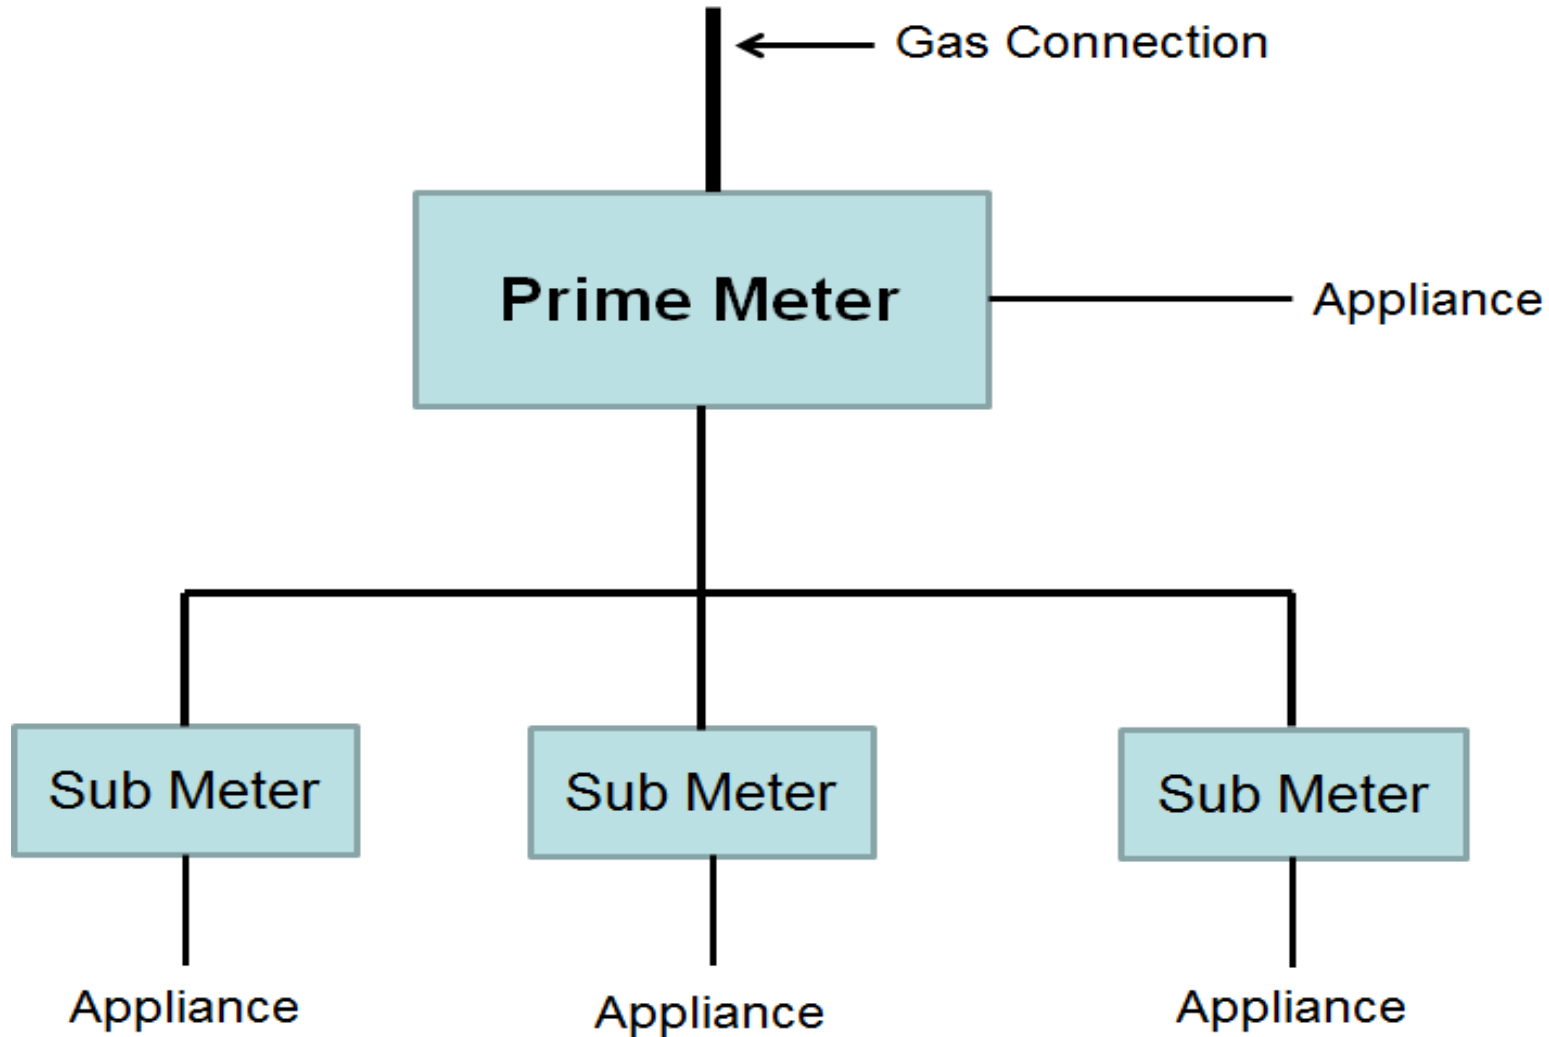 Gas Connection
Prime Meter
Appliance
Sub Meter
Sub Meter
Sub Meter
Appliance
Appliance
Appliance